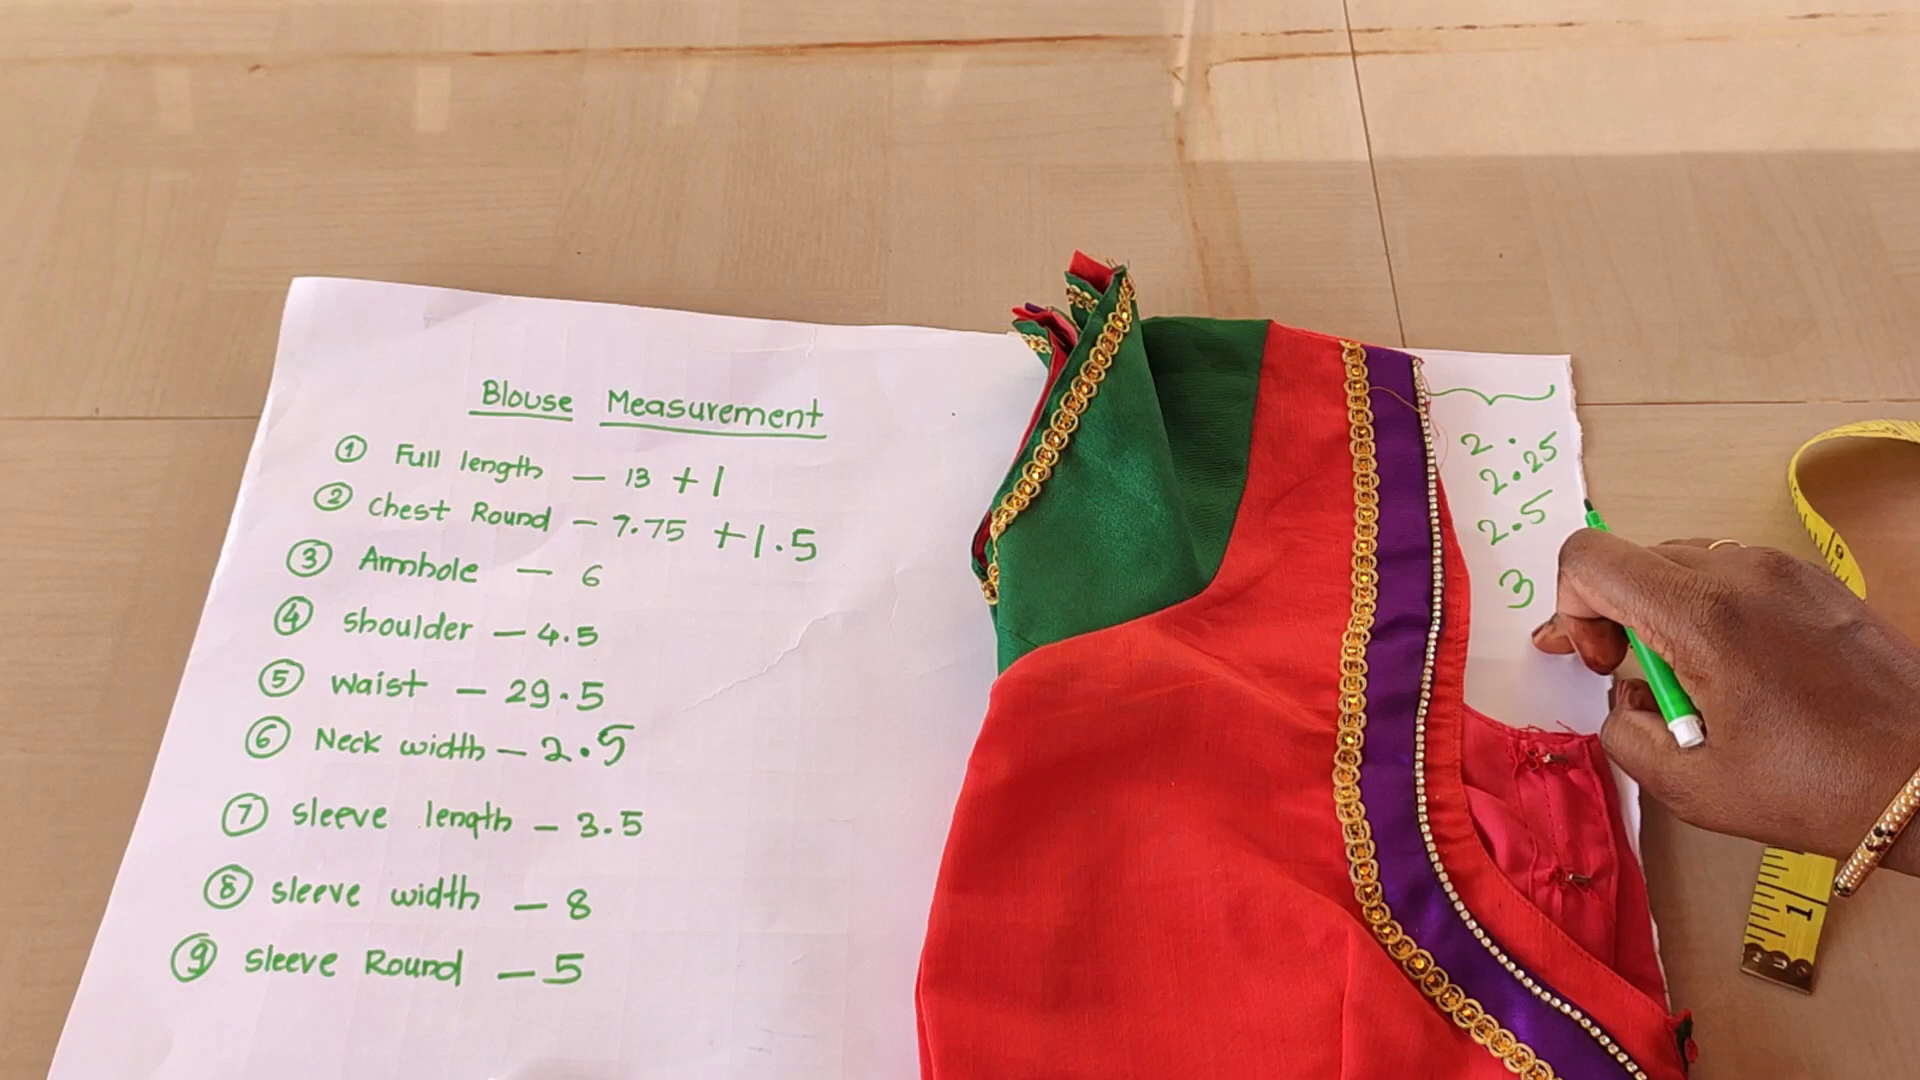 Blouse Measurement
① Full length — 13 + 1
② Chest Round — 7.75 + 1.5
③ Armhole — 6
④ shoulder — 4.5
⑤ waist — 29.5
⑥ Neck width — 2.5
⑦ sleeve length — 3.5
⑧ sleeve width — 8
⑨ sleeve Round — 5
2.
2.25
2.5
3
9
1